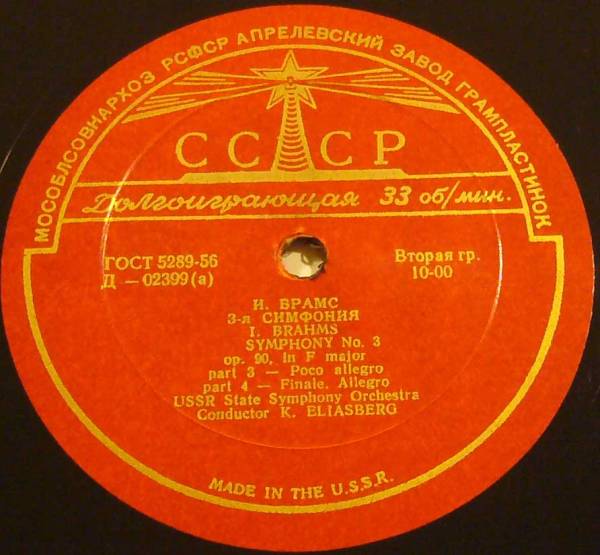 МОСОБЛСОВНАРХОЗ РСФСР АПРЕЛЕВСКИЙ ЗАВОД ГРАМПЛАСТИНОК
СССР
Долгоиграющая 33 об/мин.
ГОСТ 5289-56
Д — 02399 (а)
Вторая гр.
10-00
И. БРАМС
3-я СИМФОНИЯ
I. BRAHMS
SYMPHONY No. 3
op. 90, in F major
part 3 — Poco allegro
part 4 — Finale. Allegro
USSR State Symphony Orchestra
Conductor K. ELIASBERG
MADE IN THE U.S.S.R.